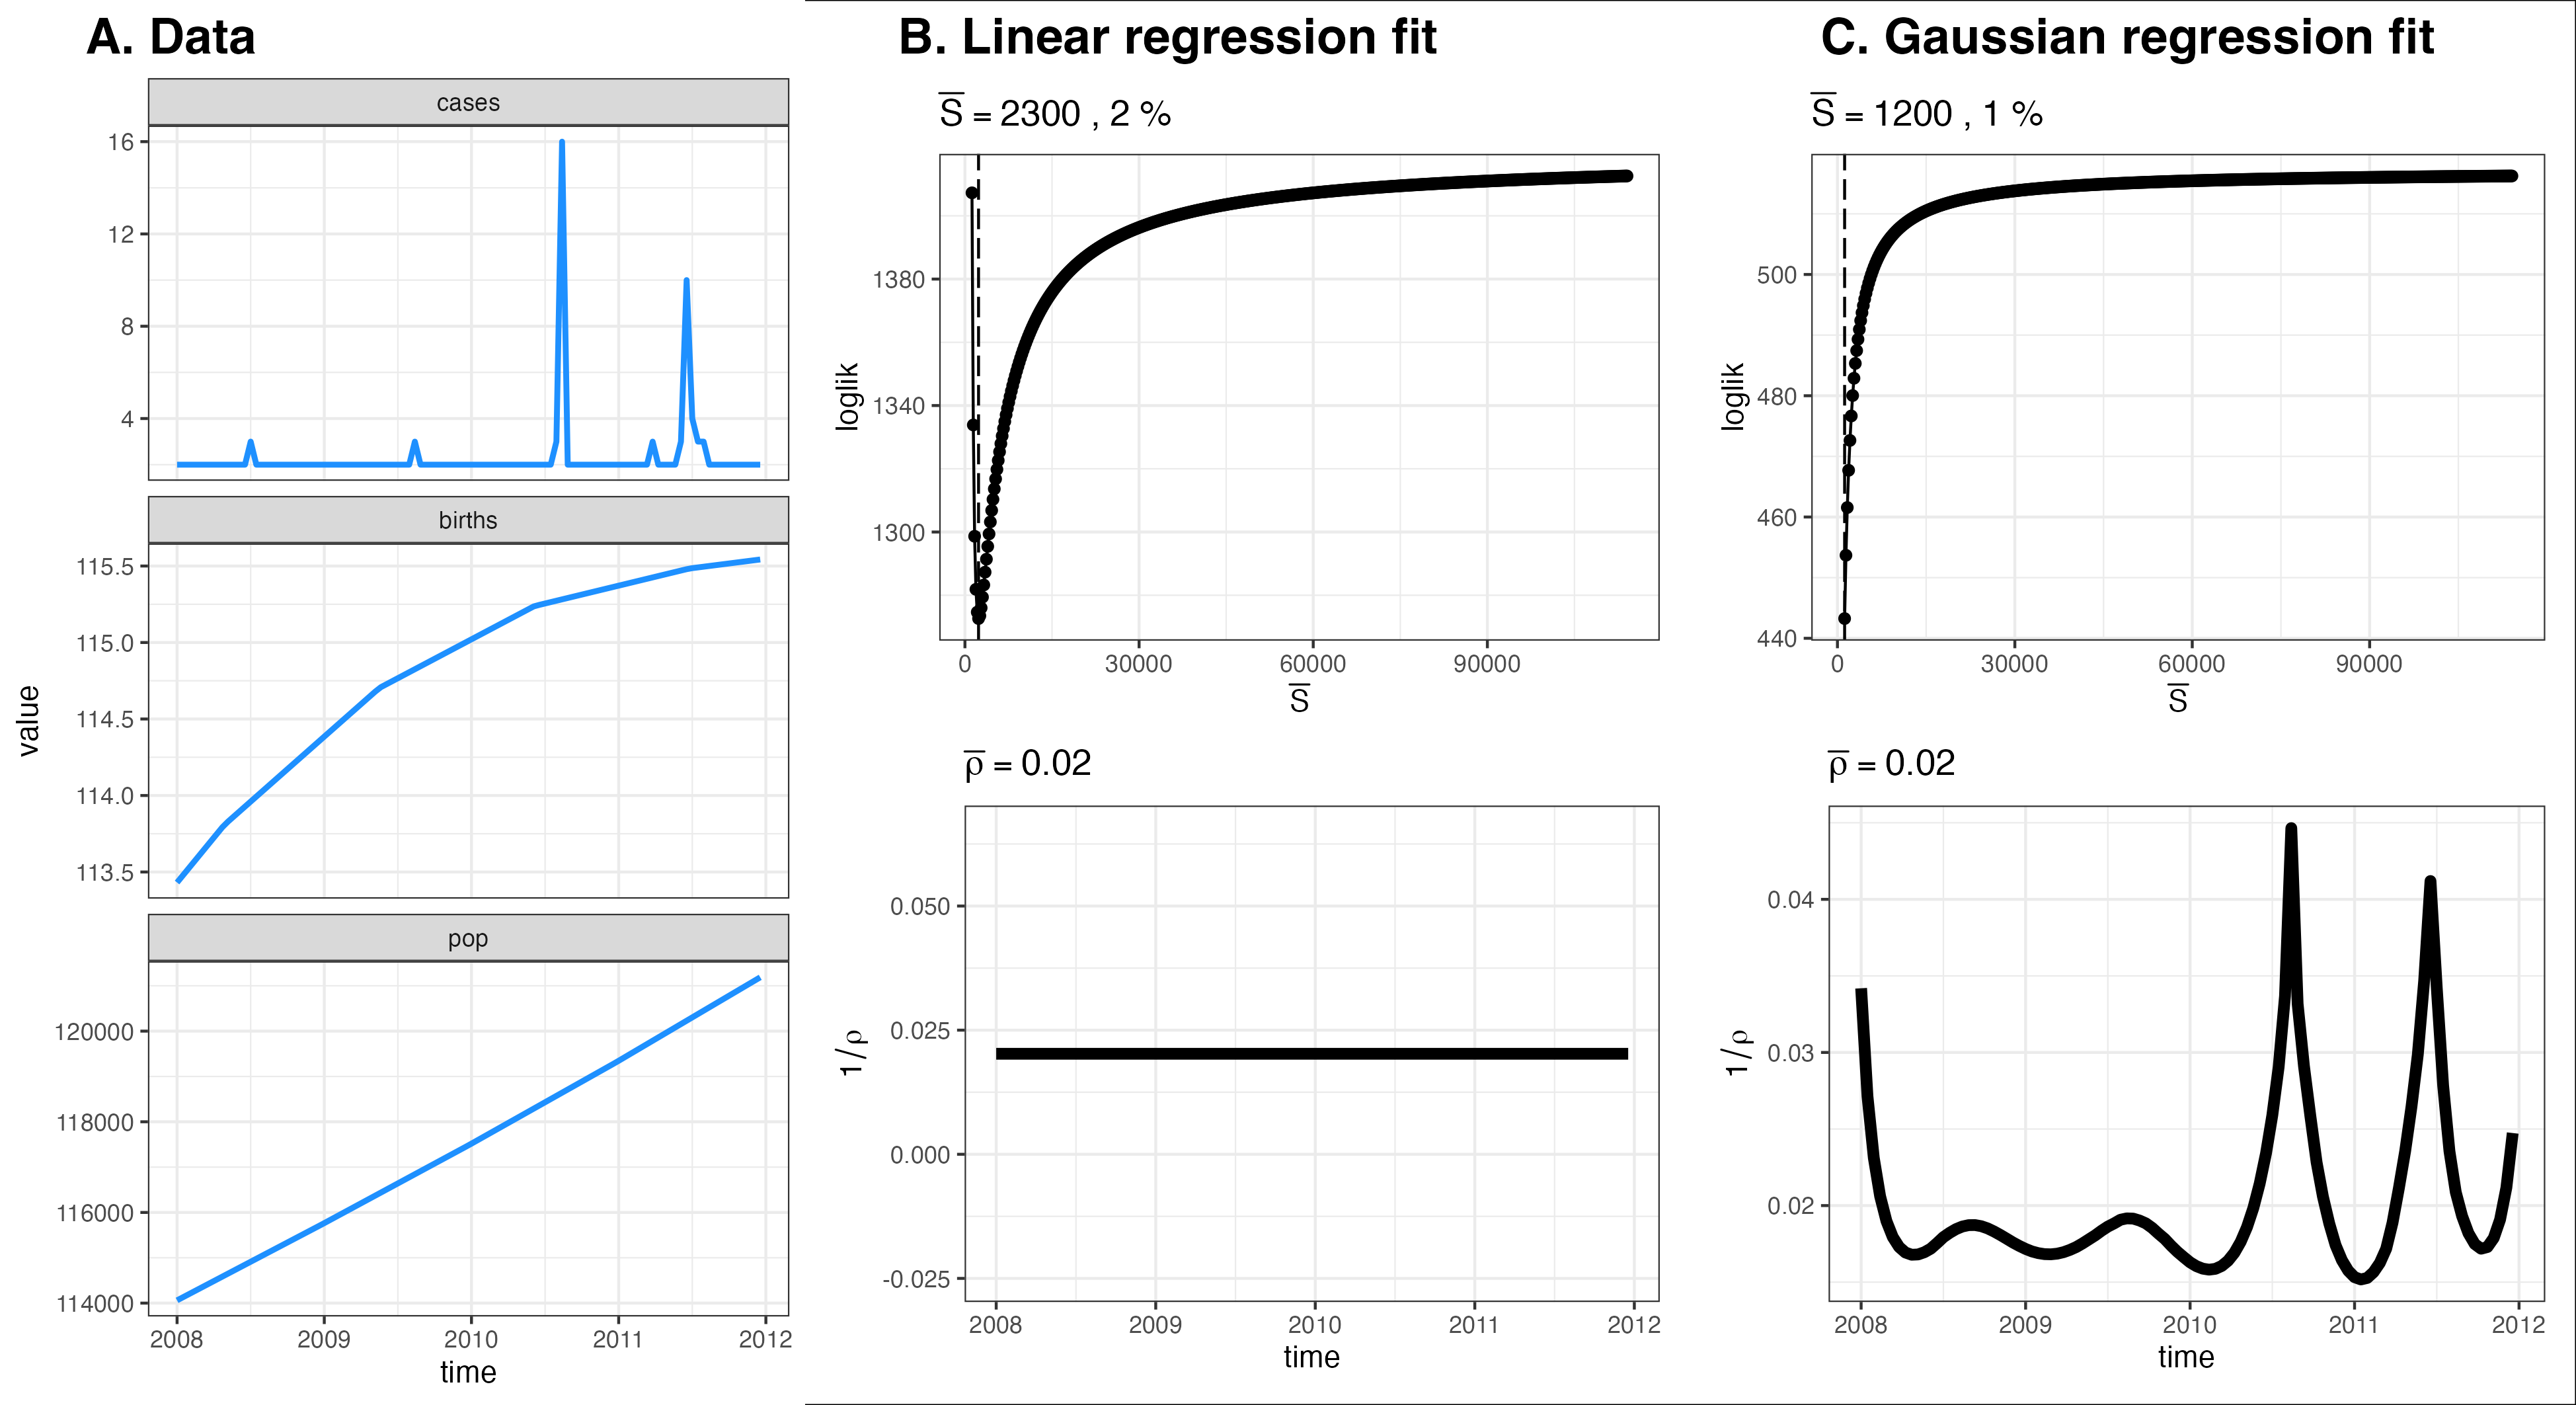 A. Data
cases
16
12
8
4
births
115.5
115.0
114.5
114.0
113.5
pop
120000
118000
116000
114000
value
2008 2009 2010 2011 2012
time
B. Linear regression fit
S̅ = 2300 , 2 %
loglik
1380
1340
1300
0 30000 60000 90000
S̅
ρ̅ = 0.02
1/ρ
0.050
0.025
0.000
-0.025
2008 2009 2010 2011 2012
time
C. Gaussian regression fit
S̅ = 1200 , 1 %
loglik
500
480
460
440
0 30000 60000 90000
S̅
ρ̅ = 0.02
1/ρ
0.04
0.03
0.02
2008 2009 2010 2011 2012
time